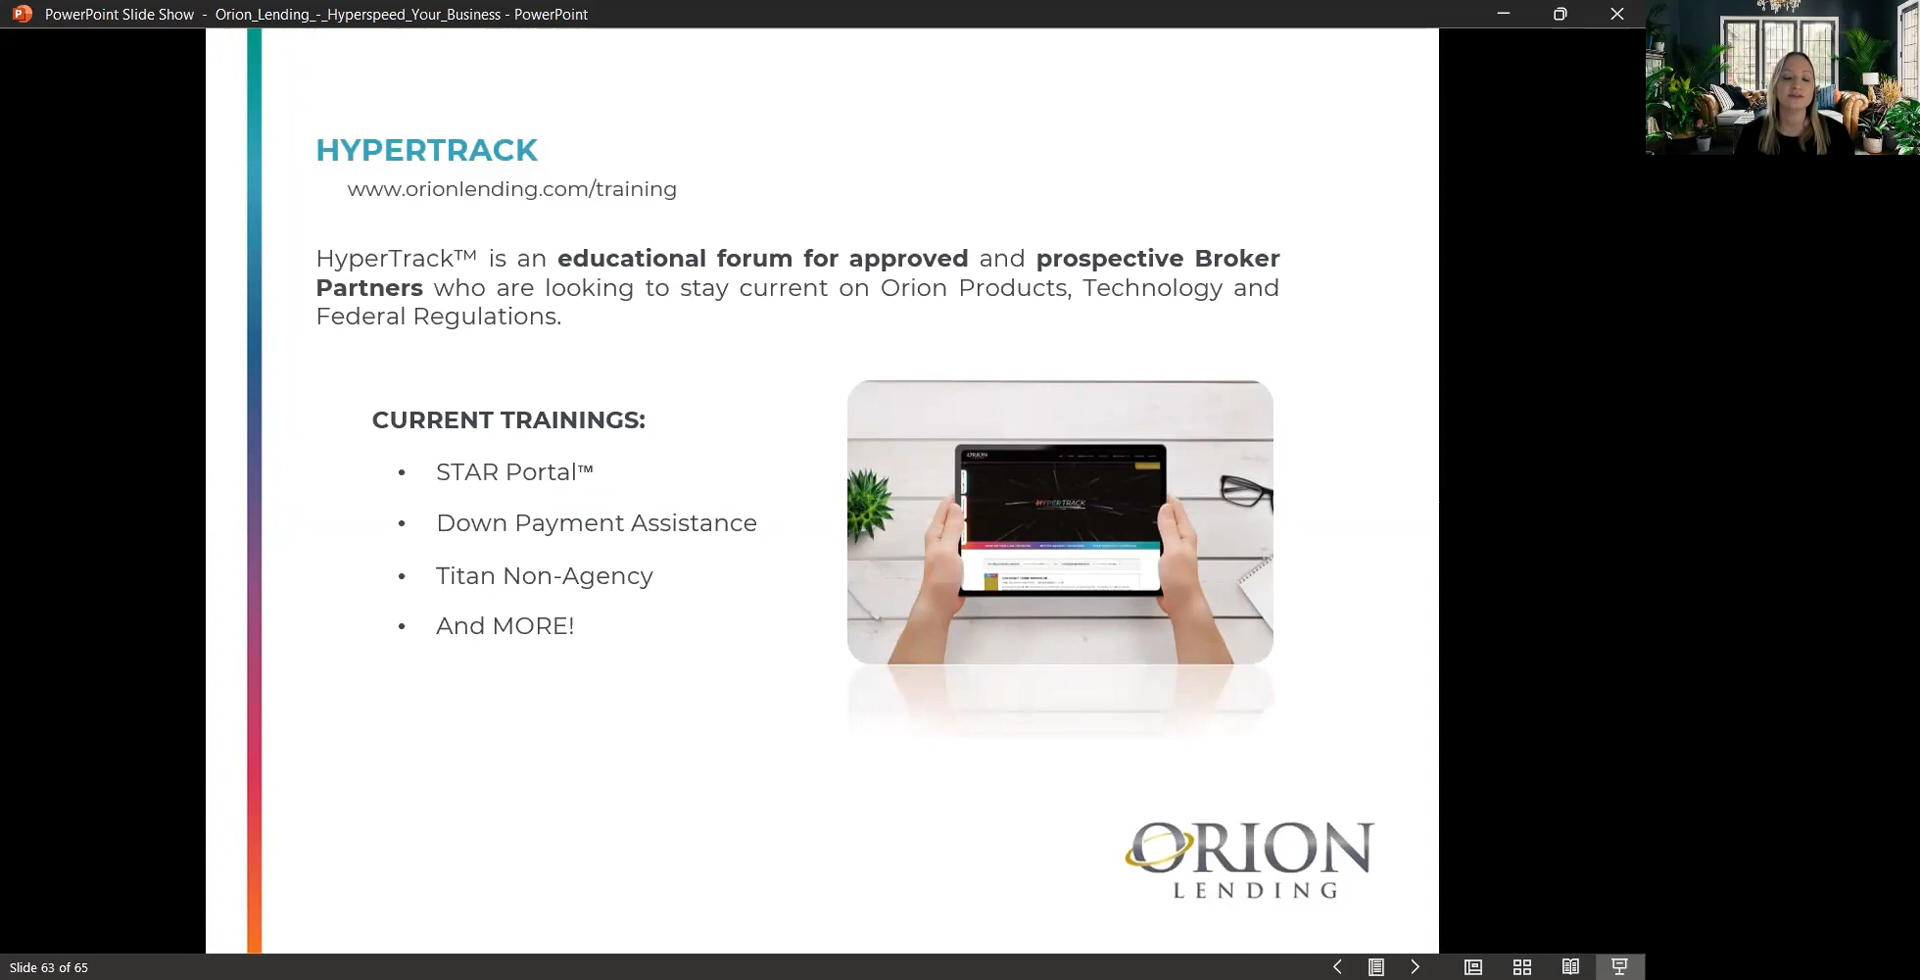 PowerPoint Slide Show - Orion_Lending_-_Hyperspeed_Your_Business - PowerPoint
HYPERTRACK
www.orionlending.com/training
HyperTrack™ is an educational forum for approved and prospective Broker
Partners who are looking to stay current on Orion Products, Technology and
Federal Regulations.
CURRENT TRAININGS:
• STAR Portal™
• Down Payment Assistance
• Titan Non-Agency
• And MORE!
ORION
HYPERTRACK
ORION
LENDING
Slide 63 of 65